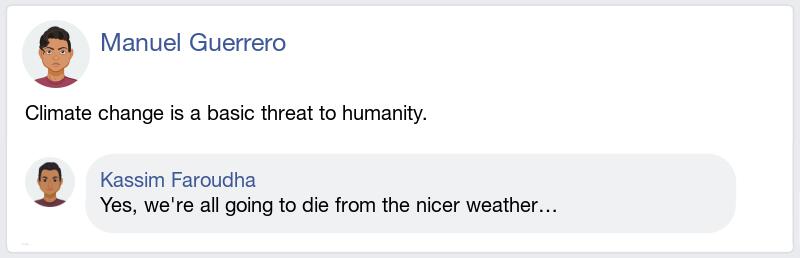 Manuel Guerrero
Climate change is a basic threat to humanity.
Kassim Faroudha
Yes, we're all going to die from the nicer weather...